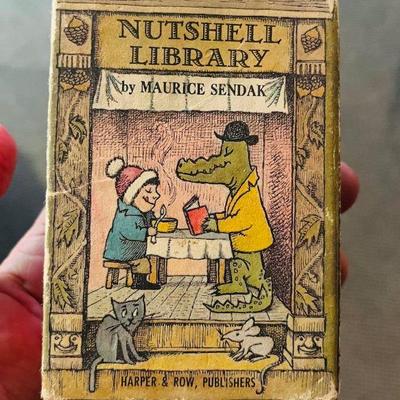 NUTSHELL
LIBRARY
by MAURICE SENDAK
HARPER & ROW, PUBLISHERS